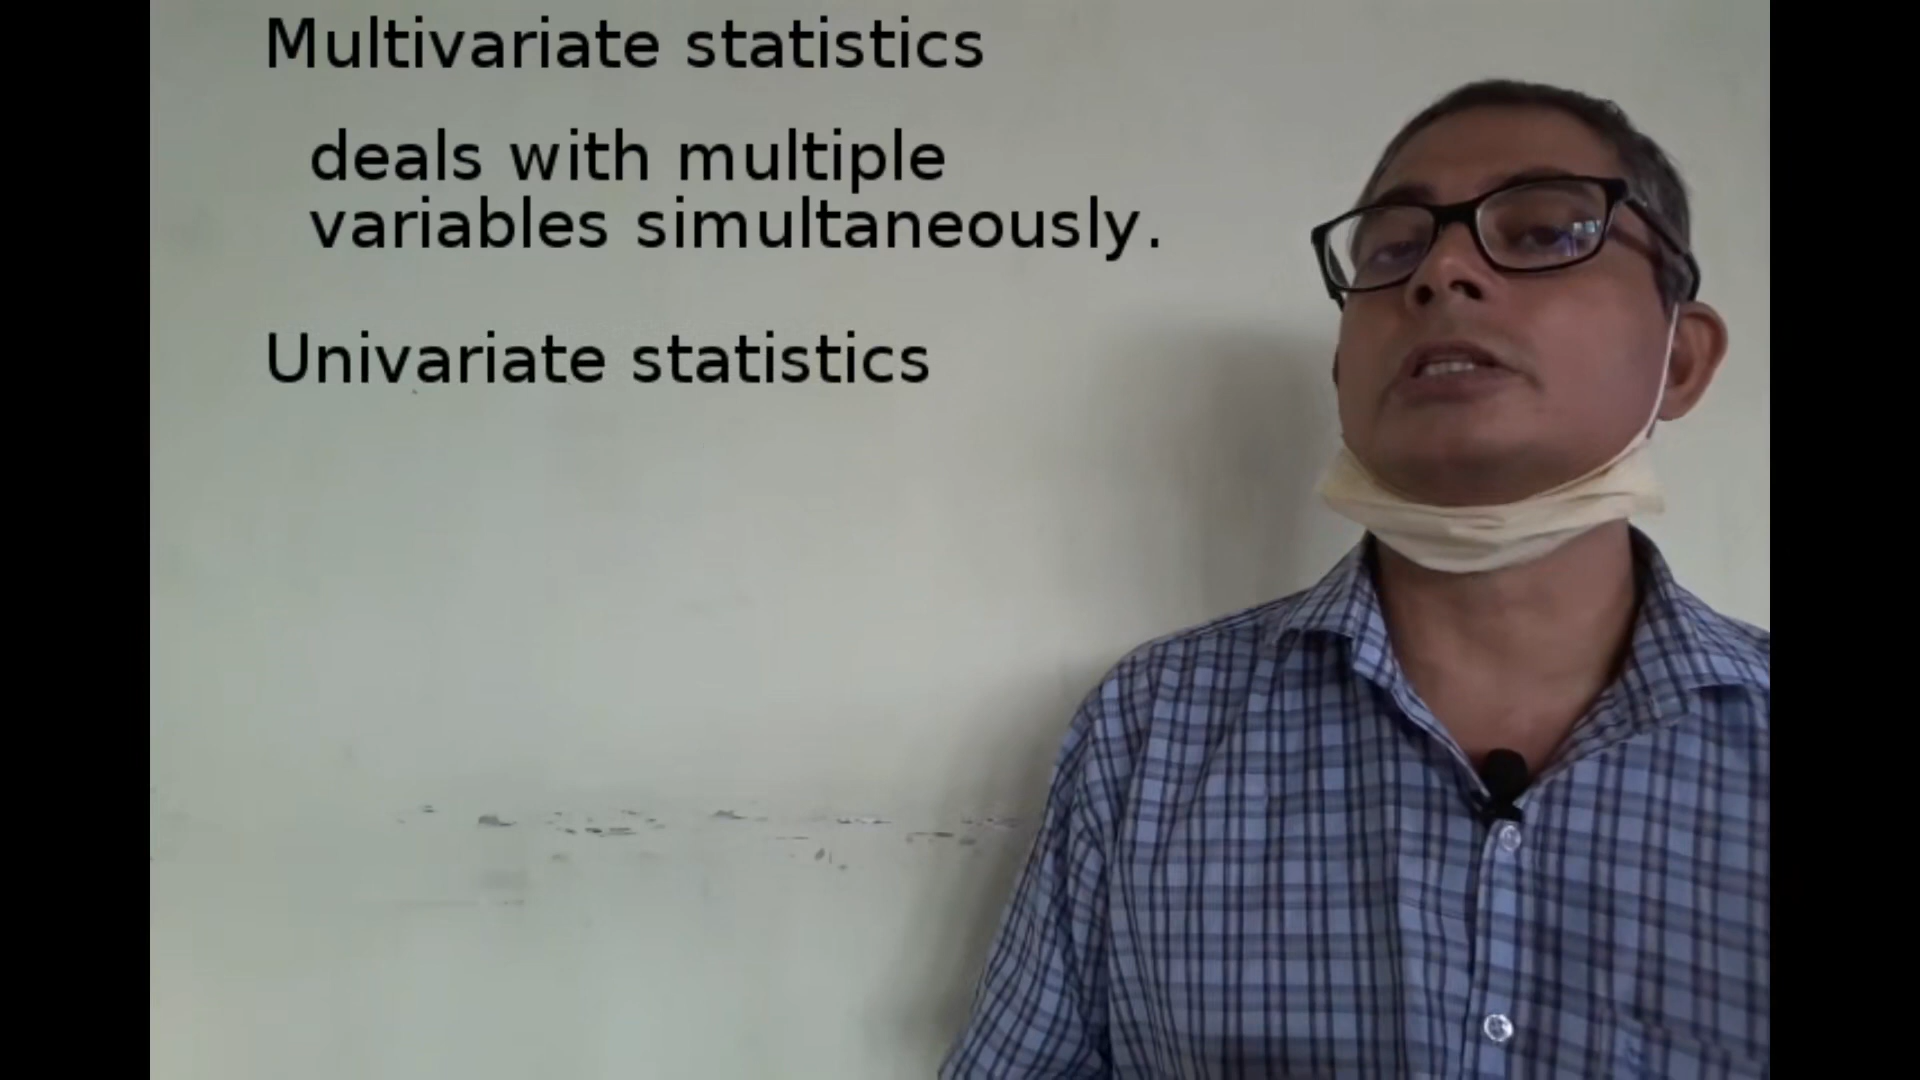 Multivariate statistics
deals with multiple
variables simultaneously.
Univariate statistics